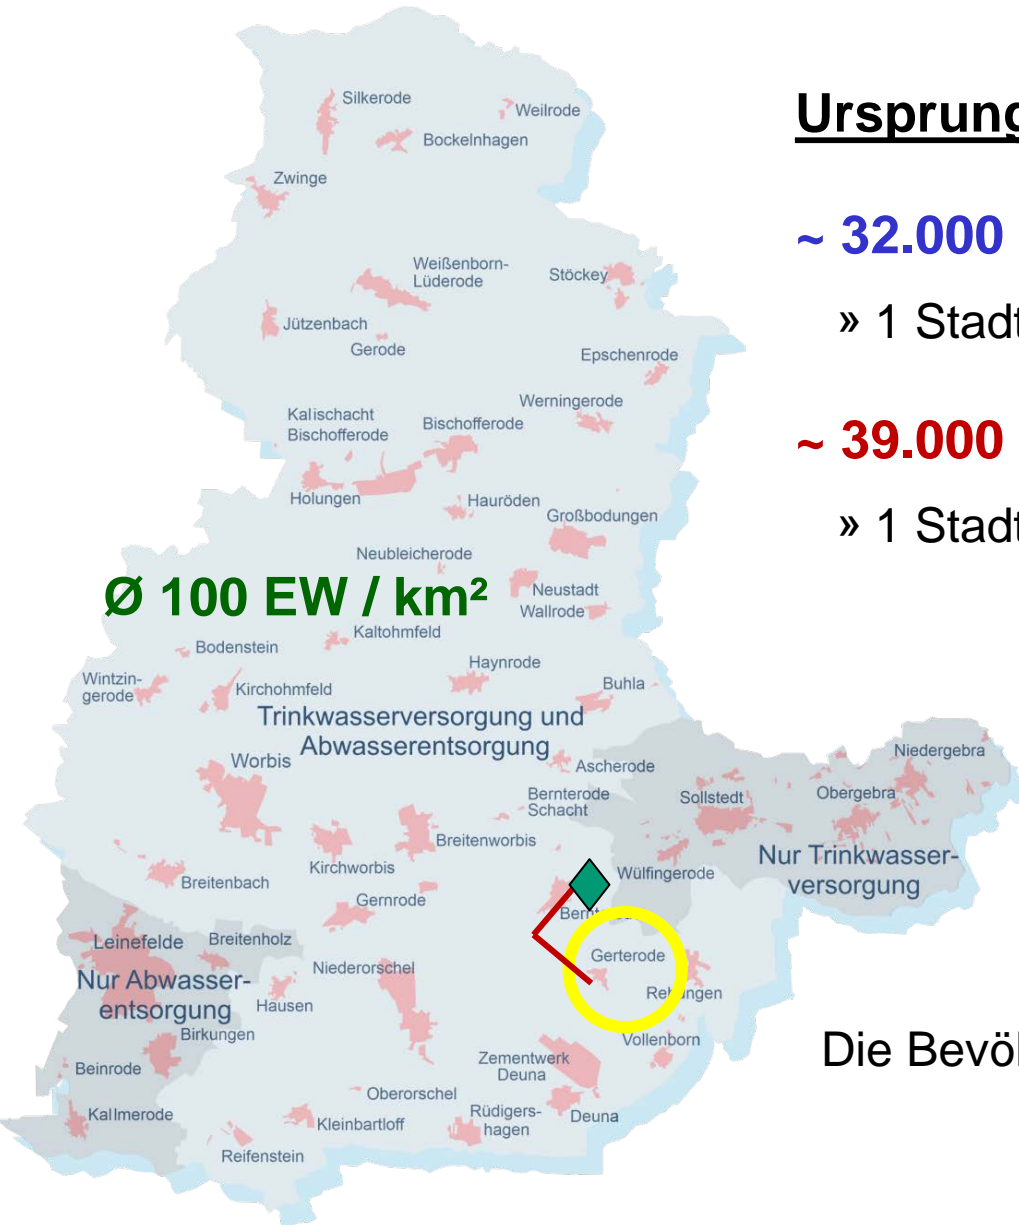 Silkerode
Weilrode
Bockelnhagen
Zwinge
Weißenborn-
Lüderode
Stöckey
Jützenbach
Gerode
Epschenrode
Werningerode
Kalischacht
Bischofferode
Bischofferode
Holungen
Hauröden
Großbodungen
Neubleicherode
Ø 100 EW / km²
Neustadt
Wallrode
Kaltohmfeld
Bodenstein
Haynrode
Wintzin-
gerode
Kirchohmfeld
Buhla
Trinkwasserversorgung und
Abwasserentsorgung
Worbis
Ascherode
Niedergebra
Bernterode
Schacht
Sollstedt
Obergebra
Breitenworbis
Kirchworbis
Nur Trinkwasser-
versorgung
Wülfingerode
Breitenbach
Gernrode
Leinefelde
Breitenholz
Gerterode
Niederorschel
Nur Abwasser-
entsorgung
Hausen
Rehungen
Birkungen
Vollenborn
Beinrode
Zementwerk
Deuna
Oberorschel
Kallmerode
Kleinbartloff
Rüdigers-
hagen
Deuna
Reifenstein
~ 32.000
» 1 Stadt
~ 39.000
» 1 Stadt